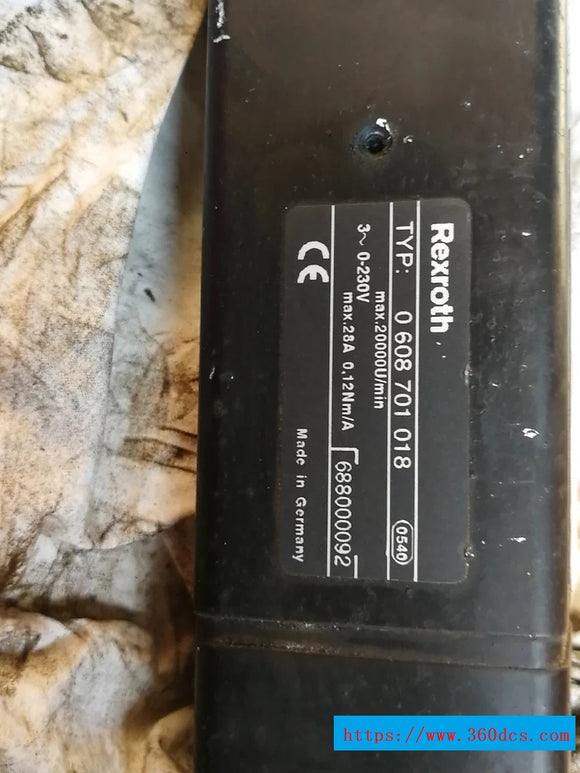 Rexroth
TYP: 0 608 701 018 0540
max.20000U/min
3~ 0-230V
max.28A 0,12Nm/A 688000092
CE Made in Germany
https://www.360dcs.com